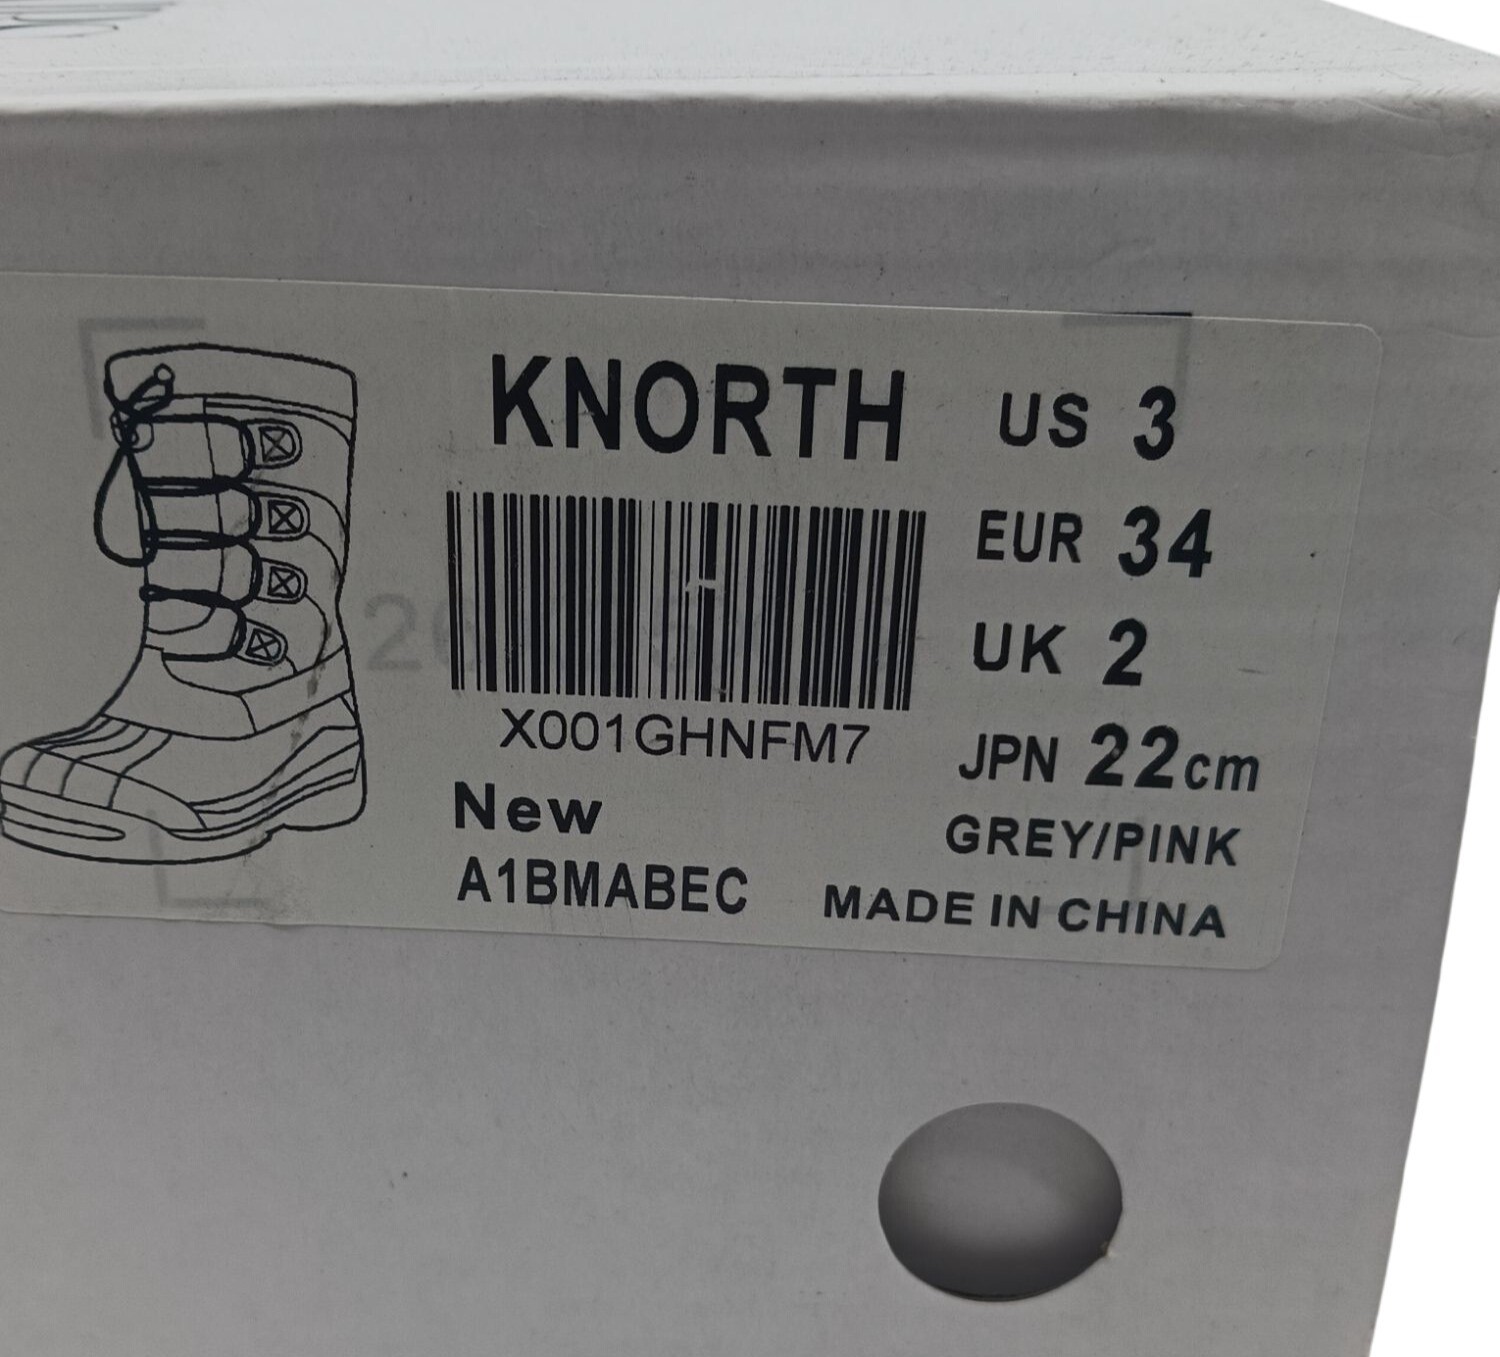 KNORTH
US 3
EUR 34
UK 2
JPN 22cm
X001GHNFM7
New
GREY/PINK
A1BMABEC
MADE IN CHINA